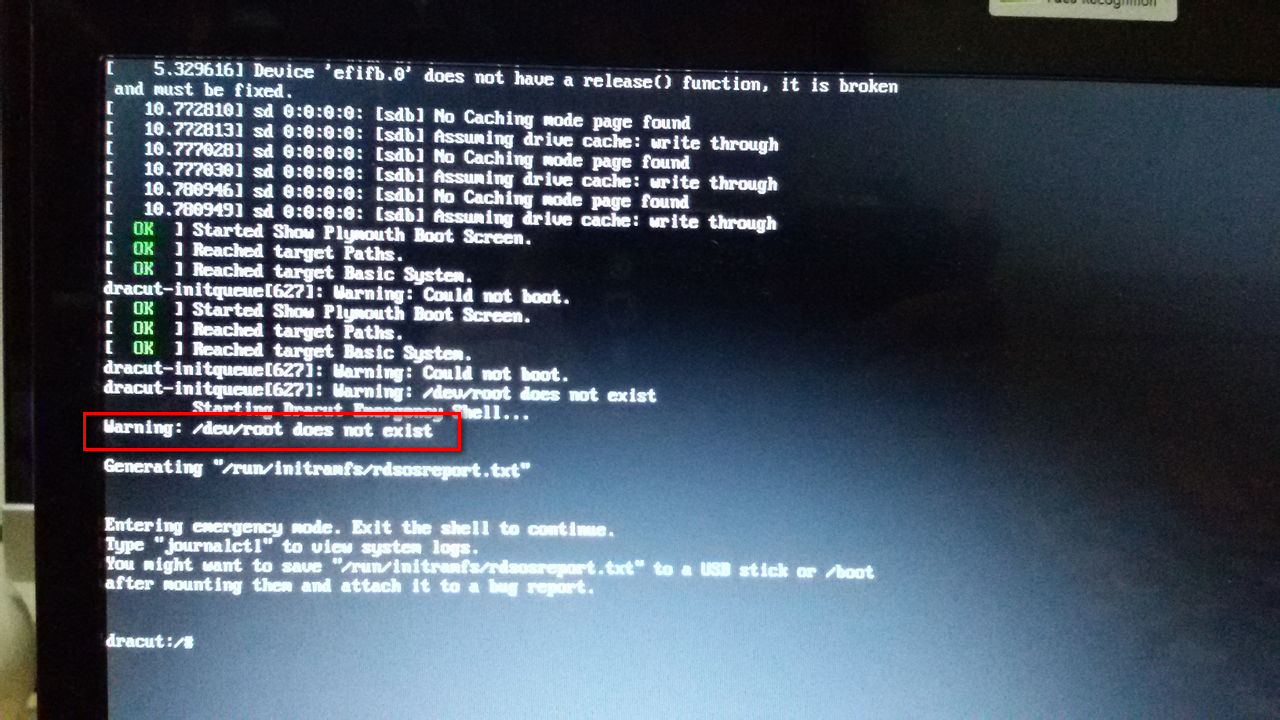 [    5.329616] Device 'efifb.0' does not have a release() function, it is broken
and must be fixed.
[   10.772810] sd 0:0:0:0: [sdb] No Caching mode page found
[   10.772813] sd 0:0:0:0: [sdb] Assuming drive cache: write through
[   10.777028] sd 0:0:0:0: [sdb] No Caching mode page found
[   10.777030] sd 0:0:0:0: [sdb] Assuming drive cache: write through
[   10.780946] sd 0:0:0:0: [sdb] No Caching mode page found
[   10.780949] sd 0:0:0:0: [sdb] Assuming drive cache: write through
[  OK  ] Started Show Plymouth Boot Screen.
[  OK  ] Reached target Paths.
[  OK  ] Reached target Basic System.
dracut-initqueue[627]: Warning: Could not boot.
[  OK  ] Started Show Plymouth Boot Screen.
[  OK  ] Reached target Paths.
[  OK  ] Reached target Basic System.
dracut-initqueue[627]: Warning: Could not boot.
dracut-initqueue[627]: Warning: /dev/root does not exist
Starting Dracut Emergency Shell...
Warning: /dev/root does not exist
Generating "/run/initramfs/rdsosreport.txt"
Entering emergency mode. Exit the shell to continue.
Type "journalctl" to view system logs.
You might want to save "/run/initramfs/rdsosreport.txt" to a USB stick or /boot
after mounting them and attach it to a bug report.
dracut:/#